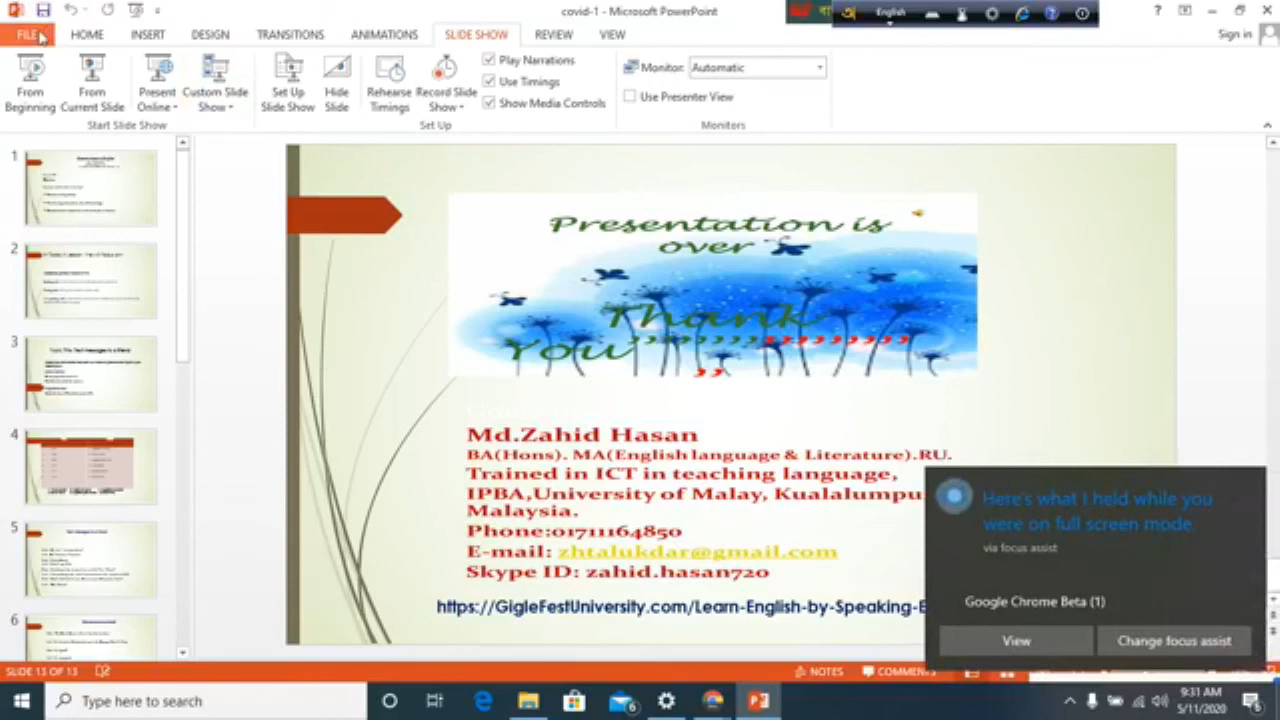 covid-1 - Microsoft PowerPoint
English
FILE HOME INSERT DESIGN TRANSITIONS ANIMATIONS SLIDE SHOW REVIEW VIEW
Sign in
From Beginning
From Current Slide
Present Online
Custom Slide Show
Set Up Slide Show
Hide Slide
Rehearse Timings
Record Slide Show
Play Narrations
Use Timings
Show Media Controls
Monitor: Automatic
Use Presenter View
Start Slide Show
Set Up
Monitors
1
2
3
4
5
6
Presentation is
over
Thank
You,,,,,,,,,,,,,,,,,
,,
Md.Zahid Hasan
BA(Hons). MA(English language & Literature).RU.
Trained in ICT in teaching language,
IPBA,University of Malay, Kualalumpu
Malaysia.
Phone:01711164850
E-mail: zhtalukdar@gmail.com
Skype ID: zahid.hasan720
https://GigleFestUniversity.com/Learn-English-by-Speaking-E
Here's what I held while you
were on full screen mode.
via focus assist
Google Chrome Beta (1)
View
Change focus assist
SLIDE 13 OF 13
NOTES
COMMENTS
Type here to search
9:31 AM
5/11/2020